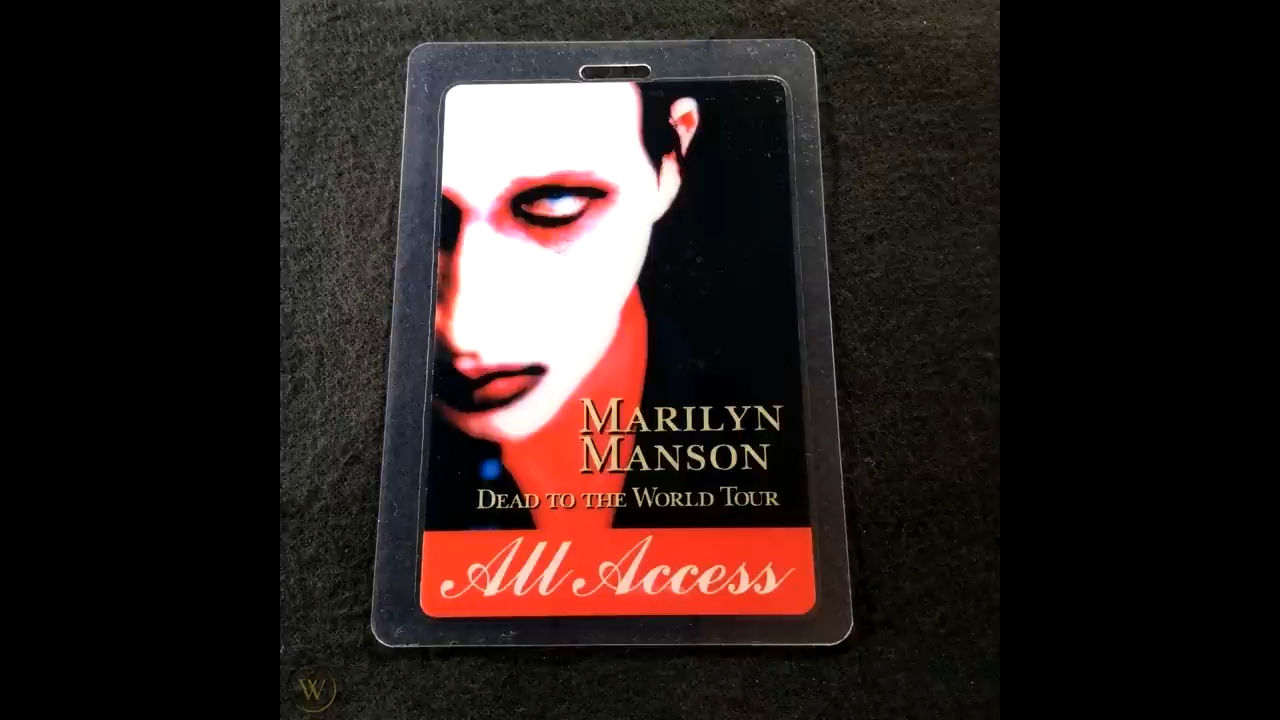 MARILYN
MANSON
DEAD TO THE WORLD TOUR
All Access
W